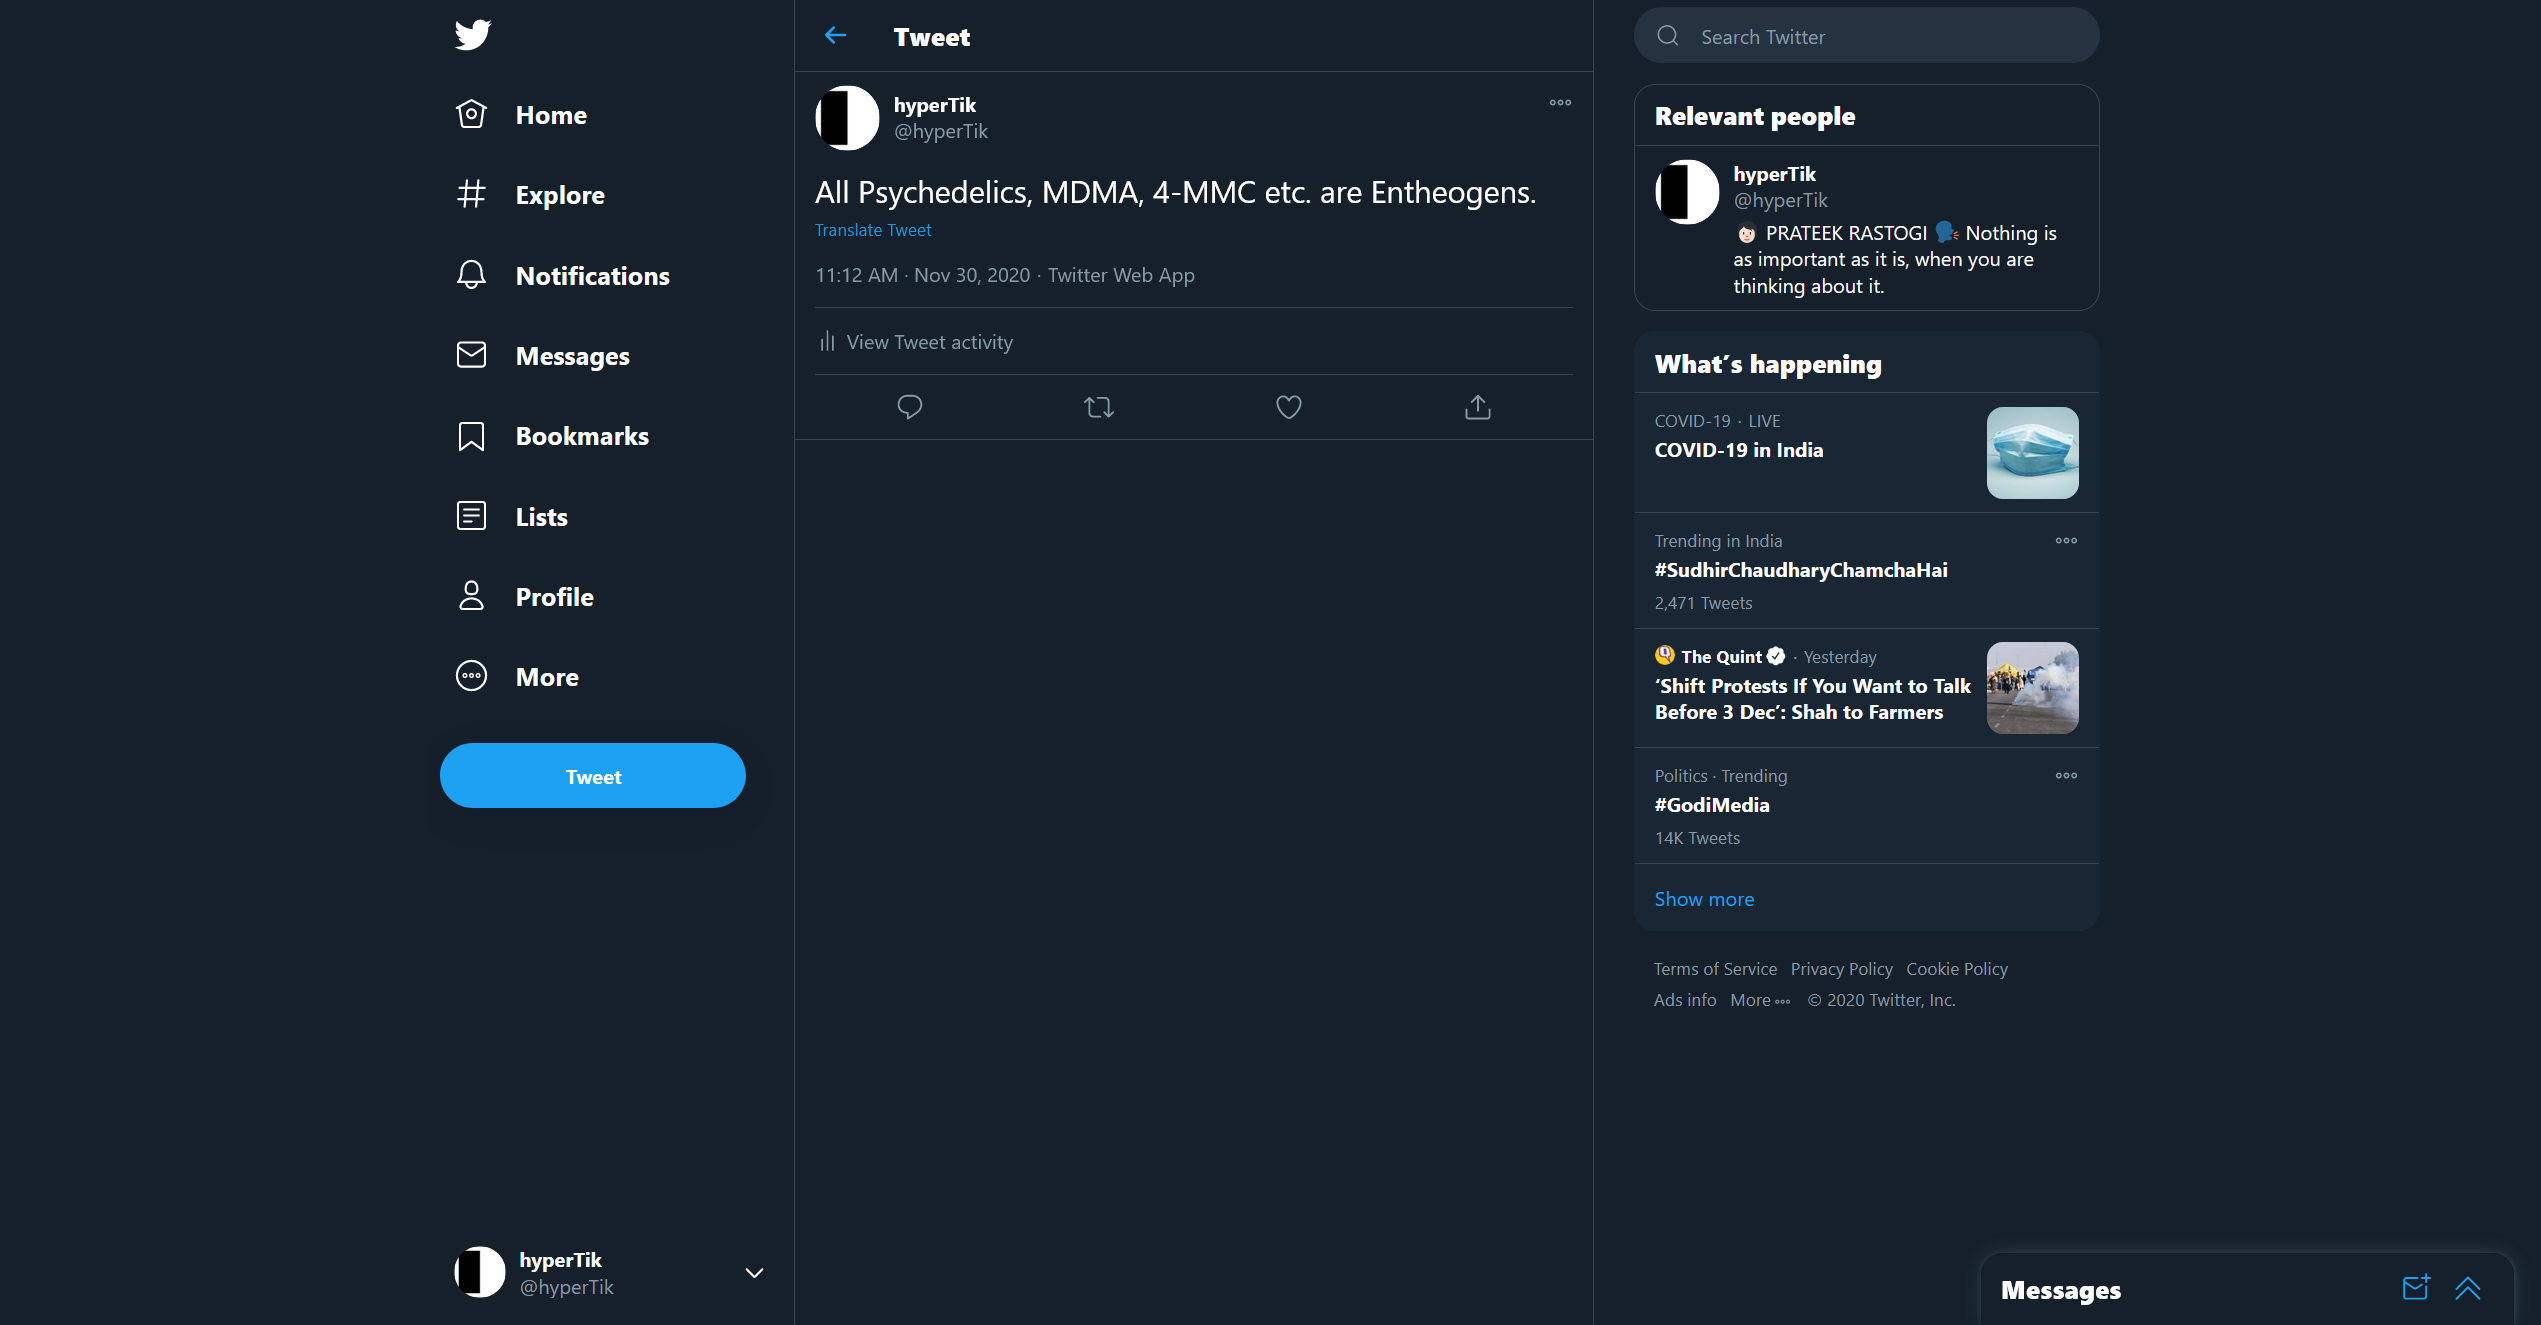 Home
Explore
Notifications
Messages
Bookmarks
Lists
Profile
More
Tweet
hyperTik
@hyperTik
Tweet
hyperTik
@hyperTik
All Psychedelics, MDMA, 4-MMC etc. are Entheogens.
Translate Tweet
11:12 AM · Nov 30, 2020 · Twitter Web App
View Tweet activity
Search Twitter
Relevant people
hyperTik
@hyperTik
PRATEEK RASTOGI Nothing is
as important as it is, when you are
thinking about it.
What's happening
COVID-19 · LIVE
COVID-19 in India
Trending in India
#SudhirChaudharyChamchaHai
2,471 Tweets
The Quint · Yesterday
‘Shift Protests If You Want to Talk
Before 3 Dec’: Shah to Farmers
Politics · Trending
#GodiMedia
14K Tweets
Show more
Terms of Service Privacy Policy Cookie Policy
Ads info More © 2020 Twitter, Inc.
Messages